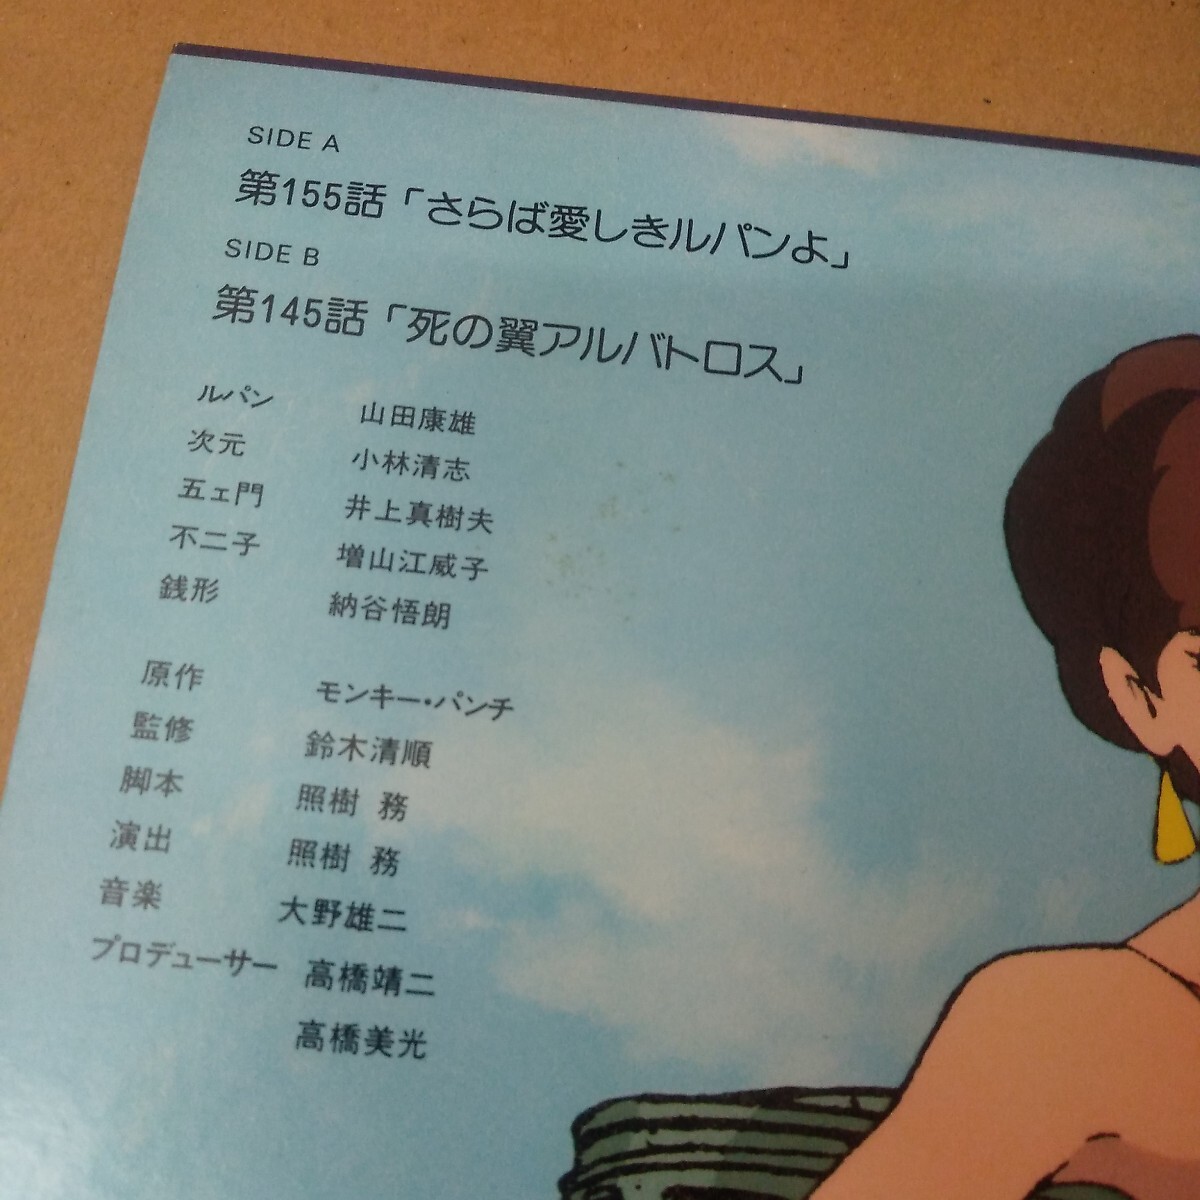 SIDE A
第155話「さらば愛しきルパンよ」
SIDE B
第145話「死の翼アルバトロス」
ルパン 山田康雄
次元 小林清志
五ェ門 井上真樹夫
不二子 増山江威子
銭形 納谷悟朗
原作 モンキー・パンチ
監修 鈴木清順
脚本 照樹 務
演出 照樹 務
音楽 大野雄二
プロデューサー 高橋靖二
高橋美光